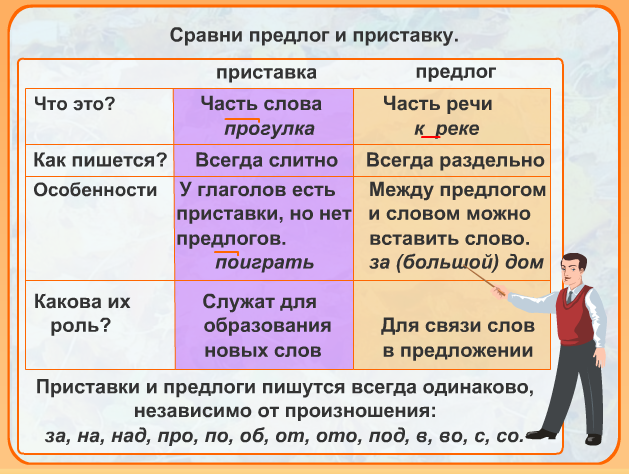 Сравни предлог и приставку.
приставка предлог
Что это? Часть слова Часть речи
прогулка к реке
Как пишется? Всегда слитно Всегда раздельно
Особенности У глаголов есть Между предлогом
приставки, но нет и словом можно
предлогов. вставить слово.
поиграть за (большой) дом
Какова их Служат для
роль? образования Для связи слов
новых слов в предложении
Приставки и предлоги пишутся всегда одинаково,
независимо от произношения:
за, на, над, про, по, об, от, ото, под, в, во, с, со.